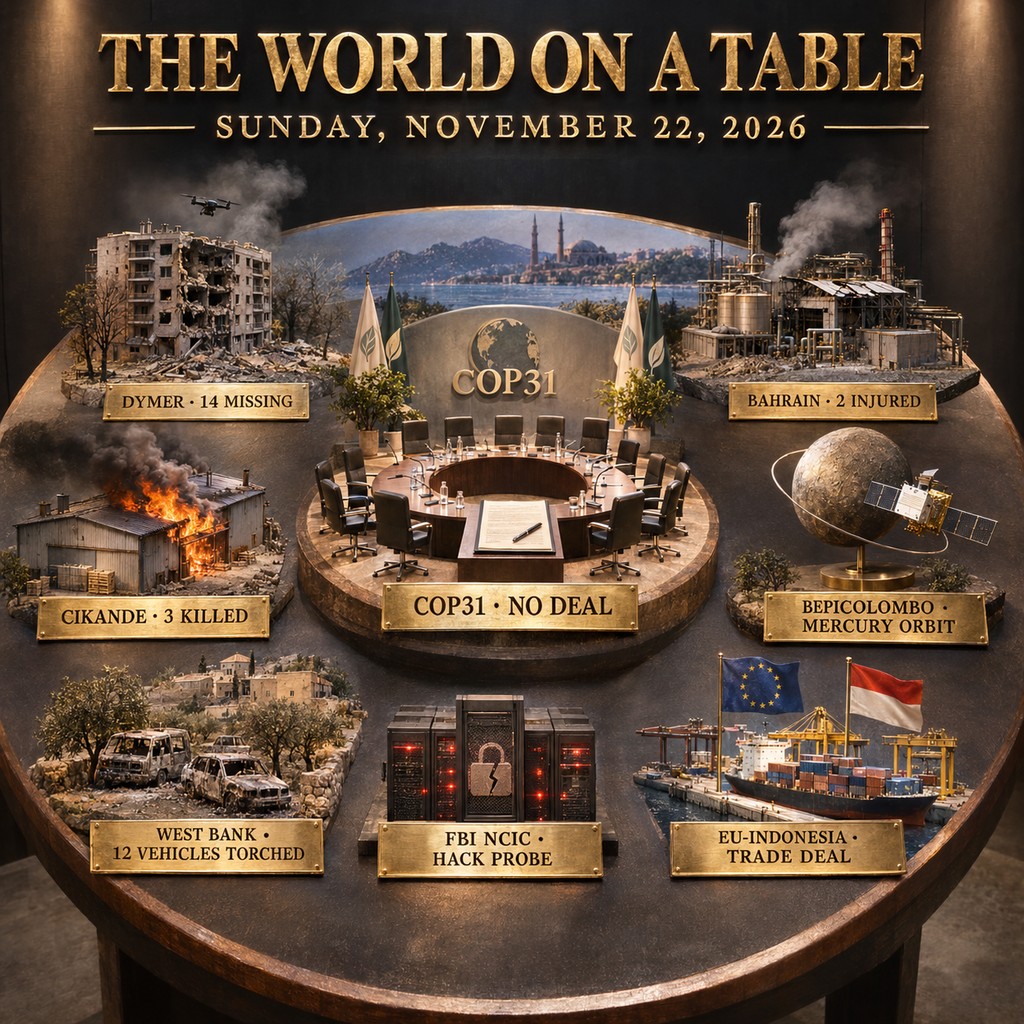 THE WORLD ON A TABLE
SUNDAY, NOVEMBER 22, 2026
COP31
DYMER · 14 MISSING
BAHRAIN · 2 INJURED
CIKANDE · 3 KILLED
COP31 · NO DEAL
BEPICOLOMBO ·
MERCURY ORBIT
WEST BANK ·
12 VEHICLES TORCHED
FBI NCIC ·
HACK PROBE
EU-INDONESIA ·
TRADE DEAL